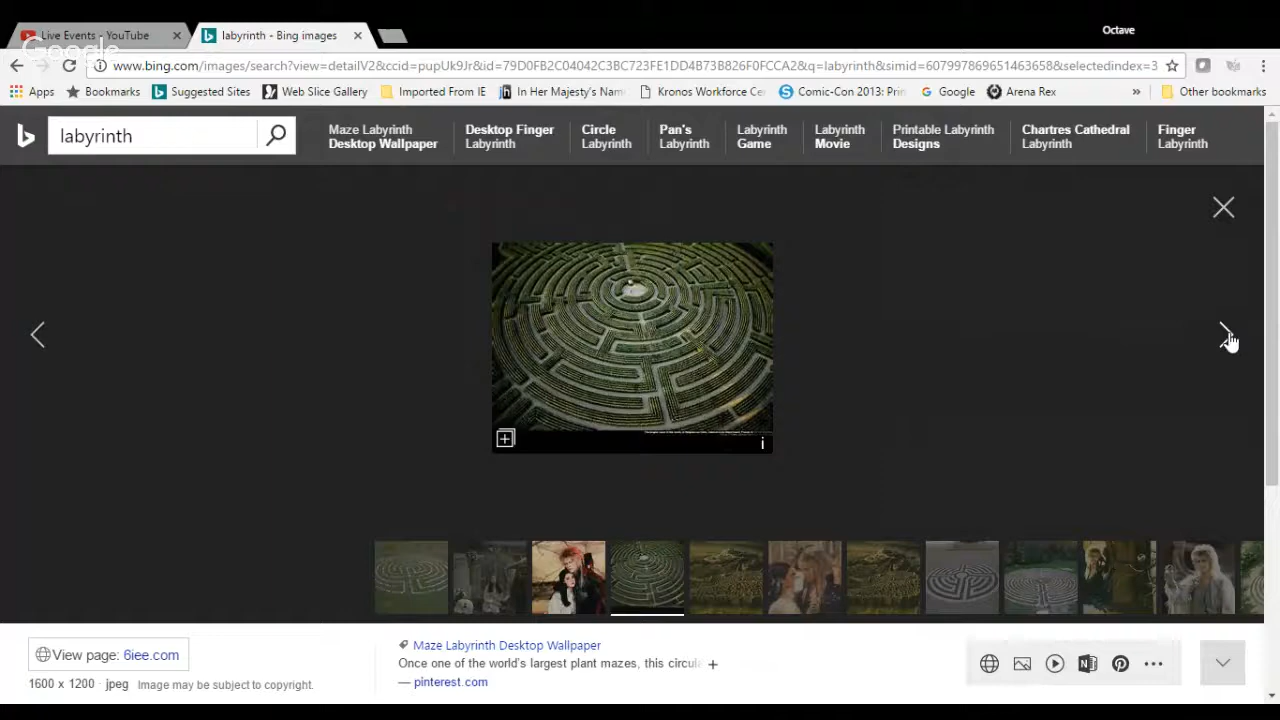 Octave
Live Events - YouTube
labyrinth - Bing images
Google
www.bing.com/images/search?view=detailV2&ccid=pupUk9Jr&id=79D0FB2C04042C3BC723FE1DD4B73B826F0FCCA2&q=labyrinth&simid=607997869651463658&selectedindex=3
Apps Bookmarks Suggested Sites Web Slice Gallery Imported From IE In Her Majesty's Nam Kronos Workforce Ce Comic-Con 2013: Prin Google Arena Rex » Other bookmarks
labyrinth
Maze Labyrinth
Desktop Wallpaper
Desktop Finger
Labyrinth
Circle
Labyrinth
Pan's
Labyrinth
Labyrinth
Game
Labyrinth
Movie
Printable Labyrinth
Designs
Chartres Cathedral
Labyrinth
Finger
Labyrinth
View page: 6iee.com
1600 x 1200 · jpeg Image may be subject to copyright.
Maze Labyrinth Desktop Wallpaper
Once one of the world's largest plant mazes, this circula
— pinterest.com